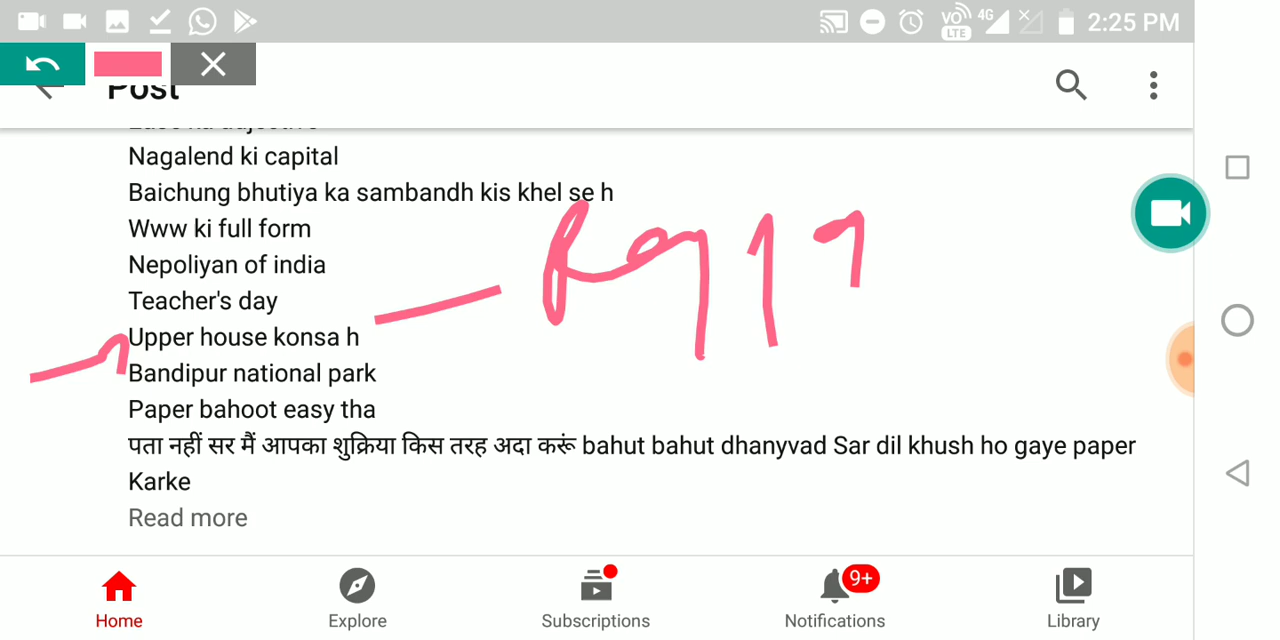 2:25 PM
VO LTE 4G
Post
Nagalend ki capital
Baichung bhutiya ka sambandh kis khel se h
Www ki full form
Nepoliyan of india
Teacher's day
Upper house konsa h
Bandipur national park
Paper bahoot easy tha
पता नहीं सर मैं आपका शुक्रिया किस तरह अदा करूं bahut bahut dhanyvad Sar dil khush ho gaye paper
Karke
Read more
9+
Home Explore Subscriptions Notifications Library